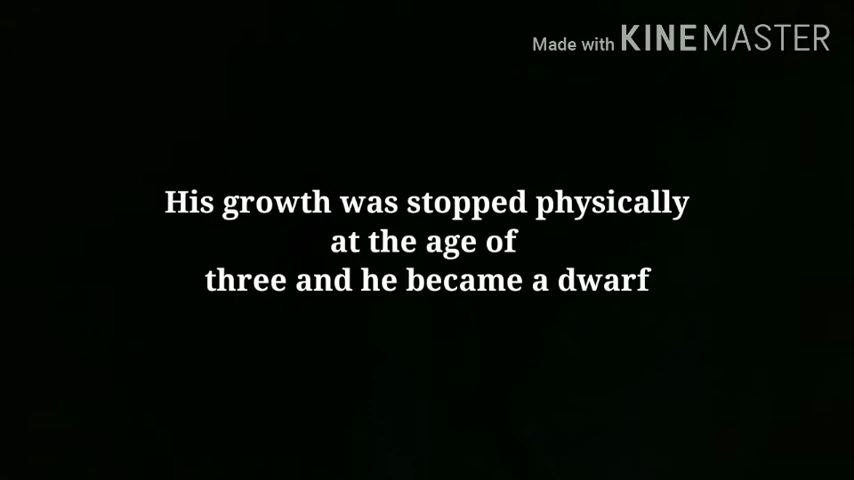 Made with KINEMASTER
His growth was stopped physically
at the age of
three and he became a dwarf